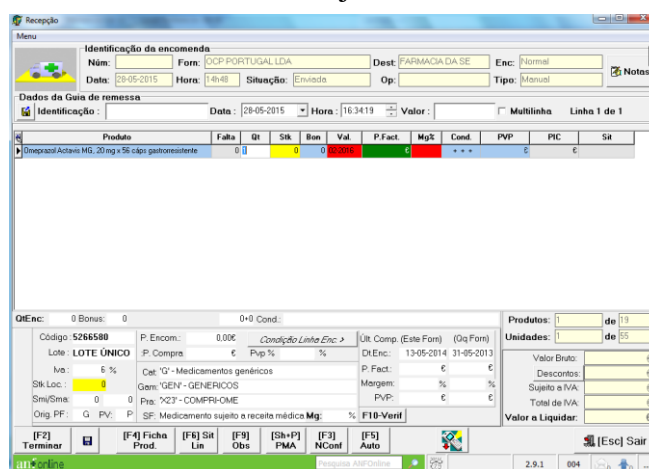 Recepção
Menu
Identificação da encomenda
Núm: Forn: OCP PORTUGAL LDA Dest: FARMACIA DA SE Enc: Normal
Data: 28-05-2015 Hora: 14h48 Situação: Enviada Op: Tipo: Manual
Notas
Dados da Guia de remessa
Identificação : Data : 28-05-2015 Hora : 16:34:19 Valor : Multilinha Linha 1 de 1
Produto Falta Qt Stk Bon Val. P.Fact. Mg% Cond. PVP PIC Sit
Omeprazol Actavis MG, 20 mg x 56 cáps gastrorresistente 0 1 0 0 02/2016 € + + + € €
QtEnc: 0 Bonus: 0 0+0 Cond.:
Produtos: 1 de 19
Código: 5266580 P. Encom.: 0,00€ Condição Linha Enc. > Últ. Comp. (Este Forn) (Qq Forn) Unidades: 1 de 55
Lote: LOTE ÚNICO :P. Compra € Pvp % % Dt.Enc.: 13-05-2014 31-05-2013
Iva.: 6 % Cat: 'G' - Medicamentos genéricos P. Fact.: € € Valor Bruto: €
Stk Loc. : 0 Gam: 'GEN' - GENERICOS Margem: % % Descontos: €
Smi/Sma: 0 0 Pra: 'X23' - COMPRI-OME PVP: € € Sujeito a IVA: €
Orig. PF: G PV: P SF: Medicamento sujeito a receita médica Mg: % F10-Verif Total de IVA: €
Valor a Liquidar: €
[F2] Terminar [F4] Ficha Prod. [F6] Sit Lin [F9] Obs [Sh+P] PMA [F3] NConf [F5] Auto [Esc] Sair
anfonline Pesquisa ANFOnline 2.9.1 004